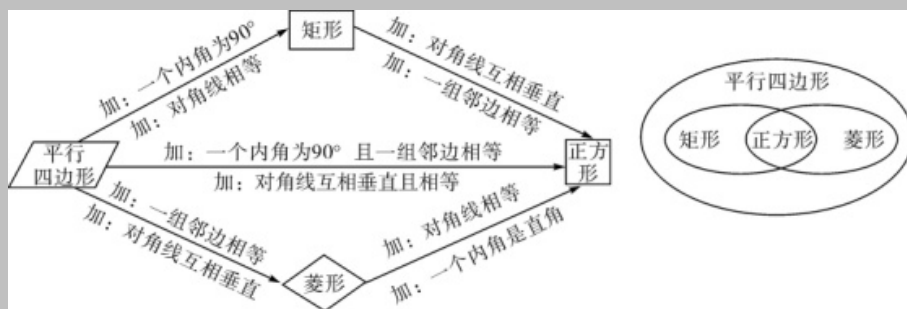 矩形
加：一个内角为90°
加：对角线相等
加：对角线互相垂直
加：一组邻边相等
平行
四边形
加：一个内角为90° 且一组邻边相等
加：对角线互相垂直且相等
正方
形
加：一组邻边相等
加：对角线互相垂直
菱形
加：对角线相等
加：一个内角是直角
平行四边形
矩形
正方形
菱形